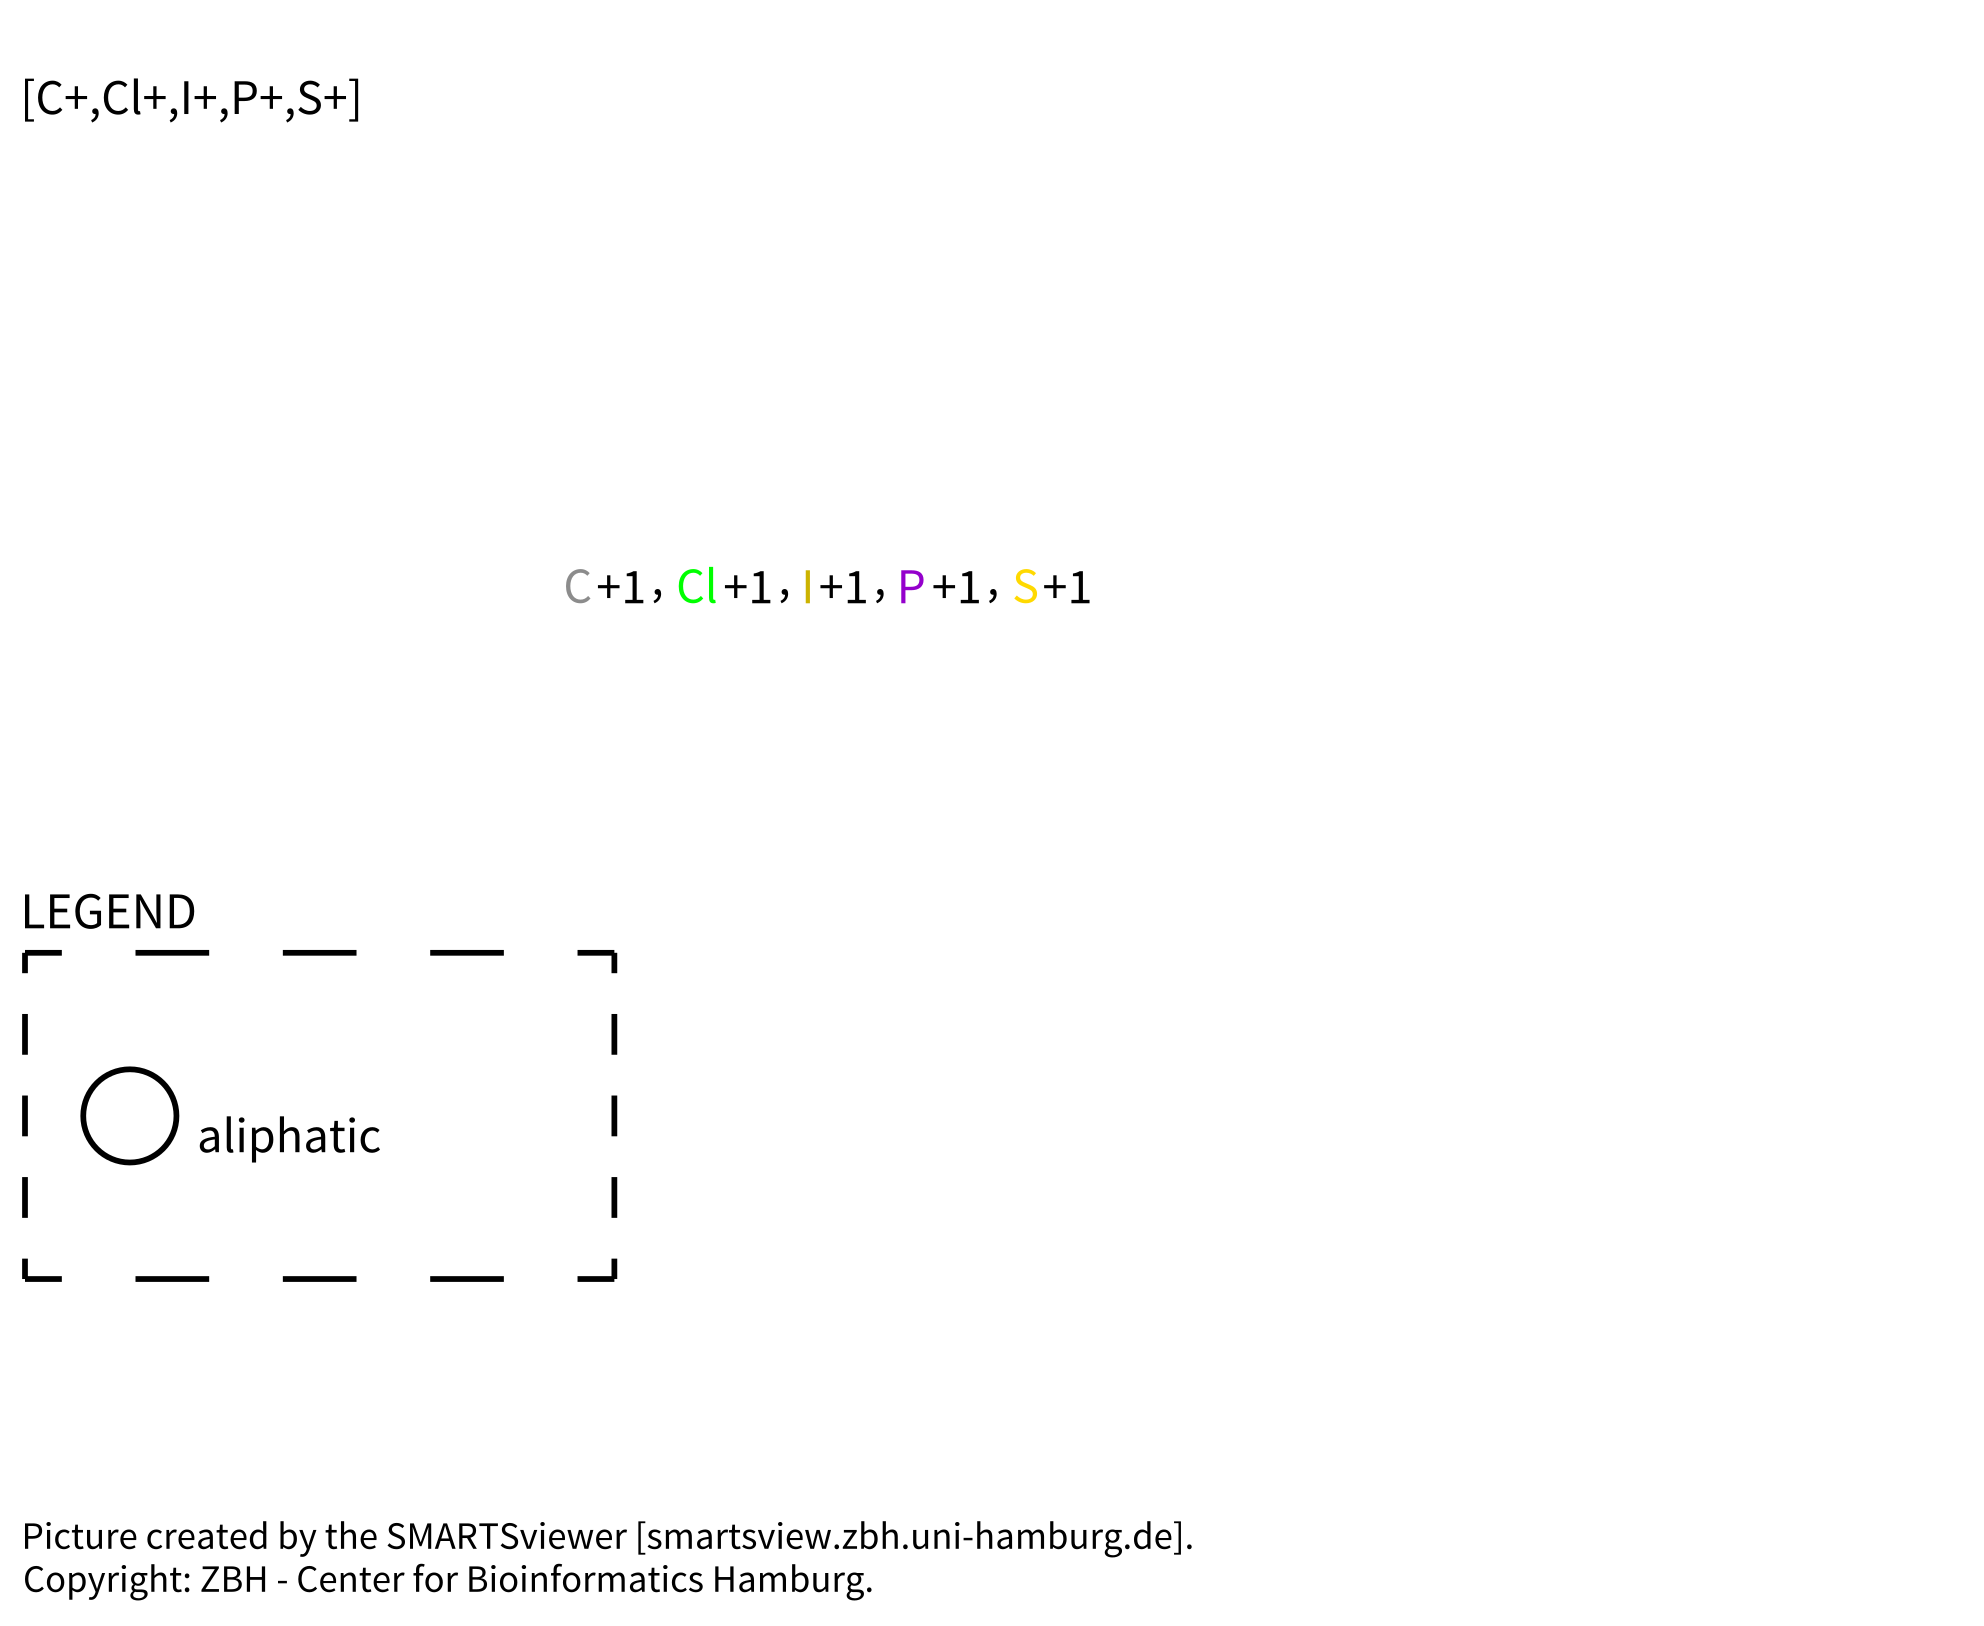 [C+,Cl+,I+,P+,S+]
C+1, Cl+1, I+1, P+1, S+1
LEGEND
aliphatic
Picture created by the SMARTSviewer [smartsview.zbh.uni-hamburg.de].
Copyright: ZBH - Center for Bioinformatics Hamburg.